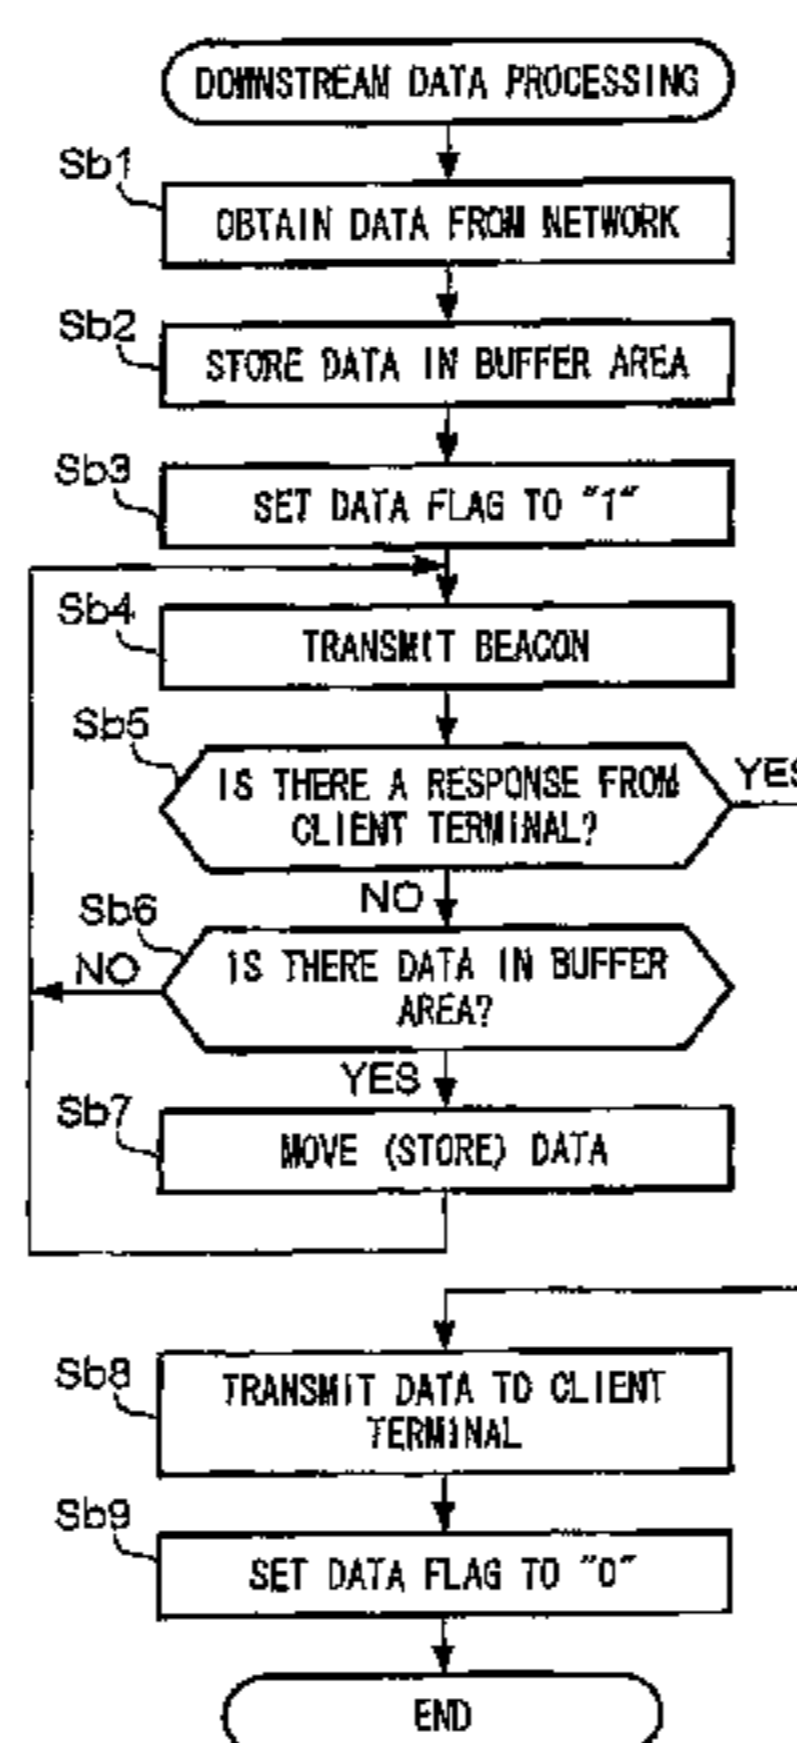 DOWNSTREAM DATA PROCESSING
Sb1
OBTAIN DATA FROM NETWORK
Sb2
STORE DATA IN BUFFER AREA
Sb3
SET DATA FLAG TO "1"
Sb4
TRANSMIT BEACON
Sb5
IS THERE A RESPONSE FROM
CLIENT TERMINAL?
YES
NO
Sb6
IS THERE DATA IN BUFFER
AREA?
NO
YES
Sb7
MOVE (STORE) DATA
Sb8
TRANSMIT DATA TO CLIENT
TERMINAL
Sb9
SET DATA FLAG TO "0"
END